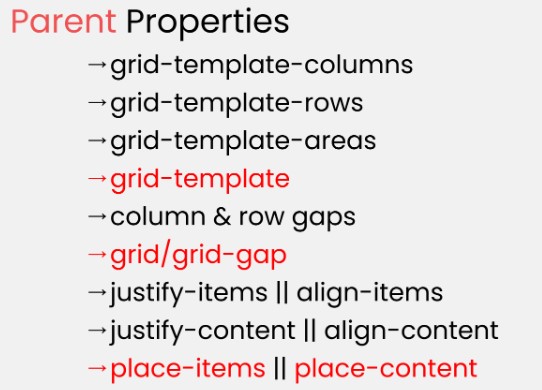 Parent Properties
→grid-template-columns
→grid-template-rows
→grid-template-areas
→grid-template
→column & row gaps
→grid/grid-gap
→justify-items || align-items
→justify-content || align-content
→place-items || place-content